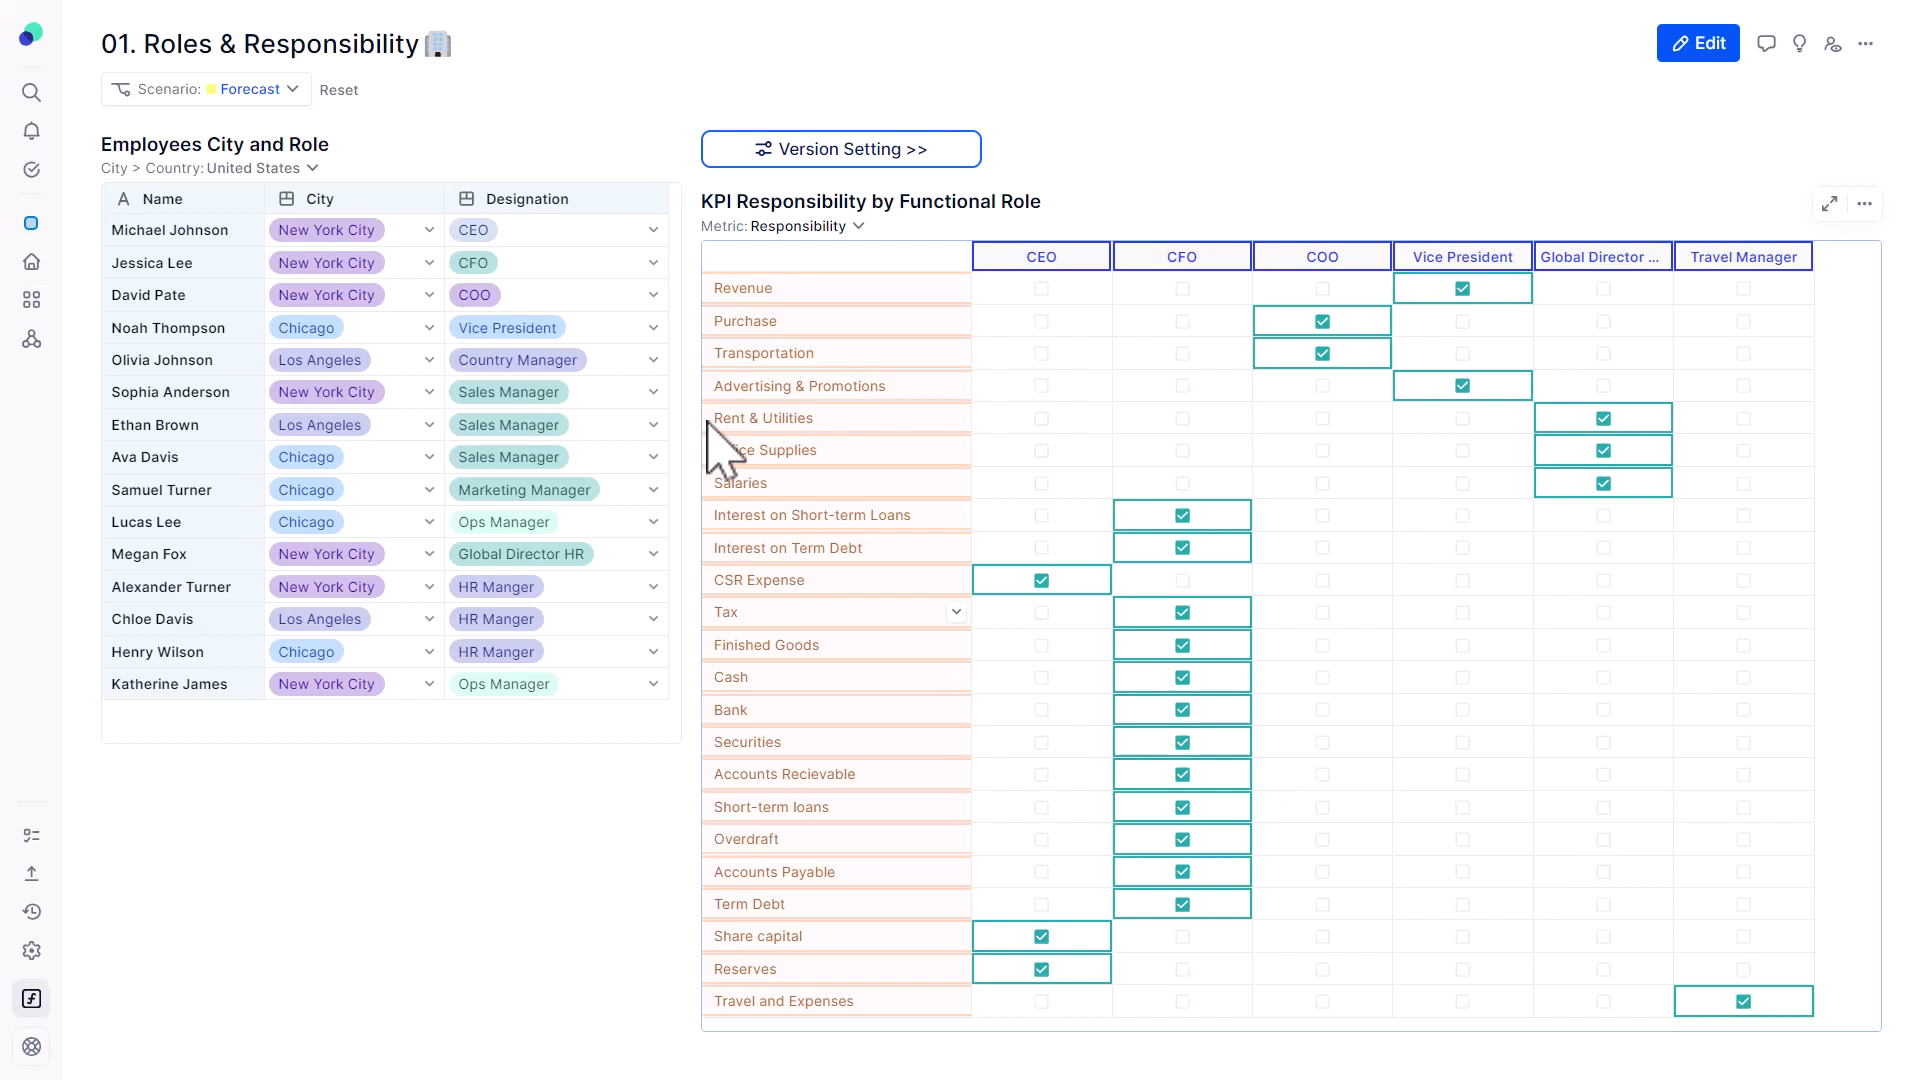 01. Roles & Responsibility
Edit
Scenario: Forecast
Reset
Employees City and Role
City > Country: United States
Name City Designation
Michael Johnson New York City CEO
Jessica Lee New York City CFO
David Pate New York City COO
Noah Thompson Chicago Vice President
Olivia Johnson Los Angeles Country Manager
Sophia Anderson New York City Sales Manager
Ethan Brown Los Angeles Sales Manager
Ava Davis Chicago Sales Manager
Samuel Turner Chicago Marketing Manager
Lucas Lee Chicago Ops Manager
Megan Fox New York City Global Director HR
Alexander Turner New York City HR Manger
Chloe Davis Los Angeles HR Manger
Henry Wilson Chicago HR Manger
Katherine James New York City Ops Manager
Version Setting >>
KPI Responsibility by Functional Role
Metric: Responsibility
CEO CFO COO Vice President Global Director ... Travel Manager
Revenue
Purchase
Transportation
Advertising & Promotions
Rent & Utilities
Supplies
Salaries
Interest on Short-term Loans
Interest on Term Debt
CSR Expense
Tax
Finished Goods
Cash
Bank
Securities
Accounts Recievable
Short-term loans
Overdraft
Accounts Payable
Term Debt
Share capital
Reserves
Travel and Expenses